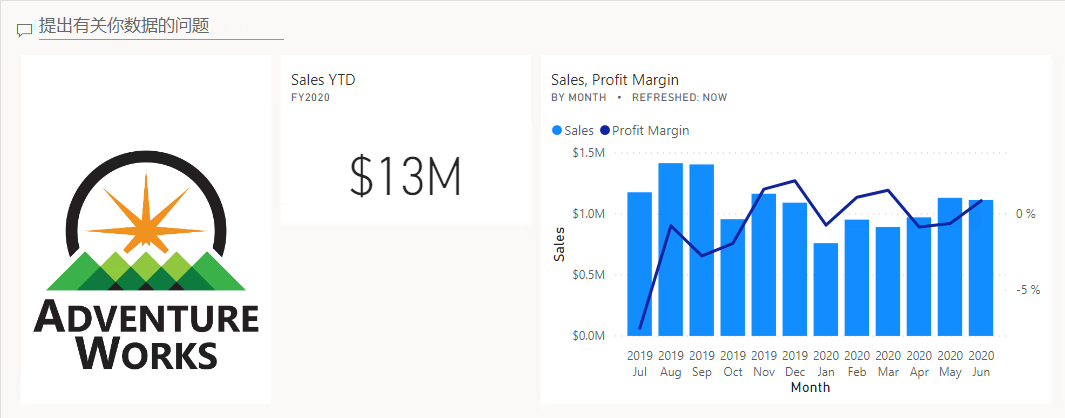 提出有关你数据的问题
ADVENTURE
WORKS
Sales YTD
FY2020
$13M
Sales, Profit Margin
BY MONTH • REFRESHED: NOW
Sales Profit Margin
Sales
$1.5M
$1.0M
$0.5M
$0.0M
0 %
-5 %
2019 2019 2019 2019 2019 2019 2020 2020 2020 2020 2020 2020
Jul Aug Sep Oct Nov Dec Jan Feb Mar Apr May Jun
Month